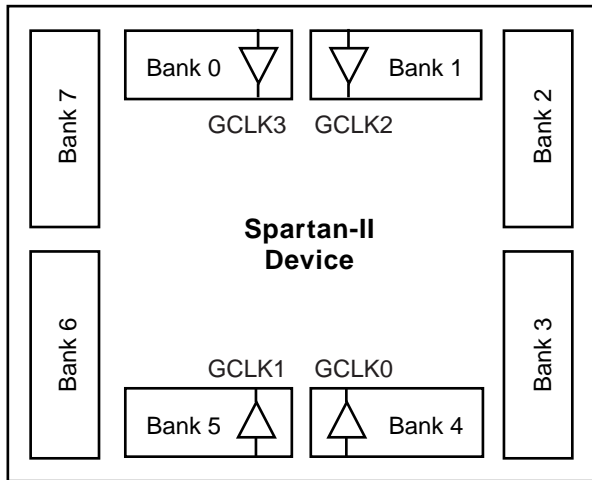 Bank 0
Bank 1
GCLK3
GCLK2
Bank 7
Bank 2
Spartan-II
Device
Bank 6
Bank 3
GCLK1
GCLK0
Bank 5
Bank 4